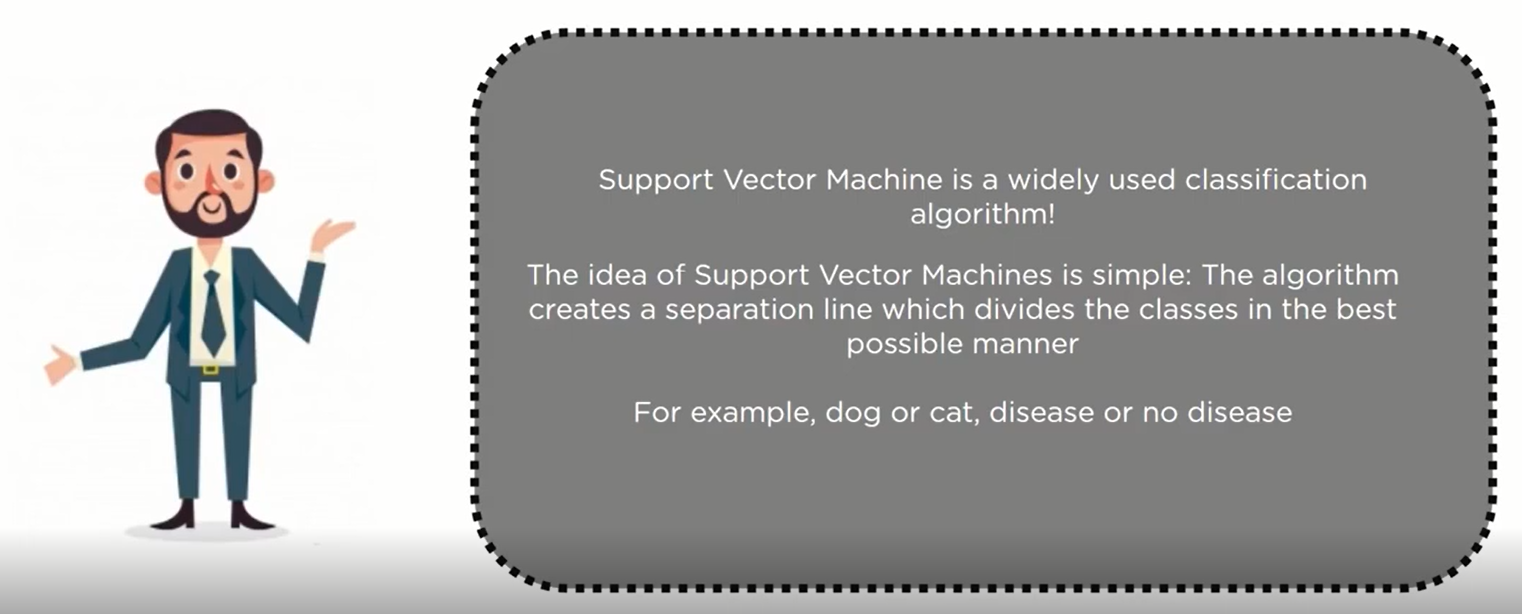 Support Vector Machine is a widely used classification
algorithm!
The idea of Support Vector Machines is simple: The algorithm
creates a separation line which divides the classes in the best
possible manner
For example, dog or cat, disease or no disease